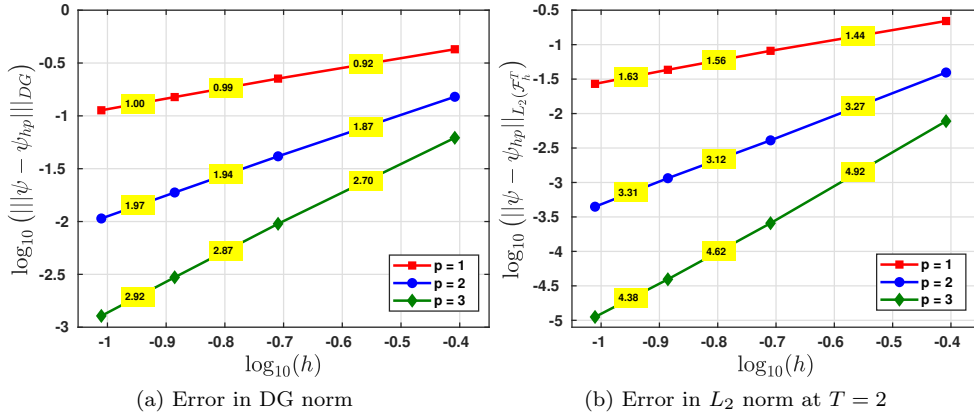 0
-0.5
-1
-1.5
-2
-2.5
-3
log₁₀ (|||ψ − ψₕₚ|||_DG)
1.00
0.99
0.92
1.97
1.94
1.87
2.92
2.87
2.70
p = 1
p = 2
p = 3
-1 -0.9 -0.8 -0.7 -0.6 -0.5 -0.4
log₁₀(h)
(a) Error in DG norm
-0.5
-1
-1.5
-2
-2.5
-3
-3.5
-4
-4.5
-5
log₁₀ (||ψ − ψₕₚ||_{L₂(ℱ_h^T)})
1.63
1.56
1.44
3.31
3.12
3.27
4.38
4.62
4.92
p = 1
p = 2
p = 3
-1 -0.9 -0.8 -0.7 -0.6 -0.5 -0.4
log₁₀(h)
(b) Error in L₂ norm at T = 2